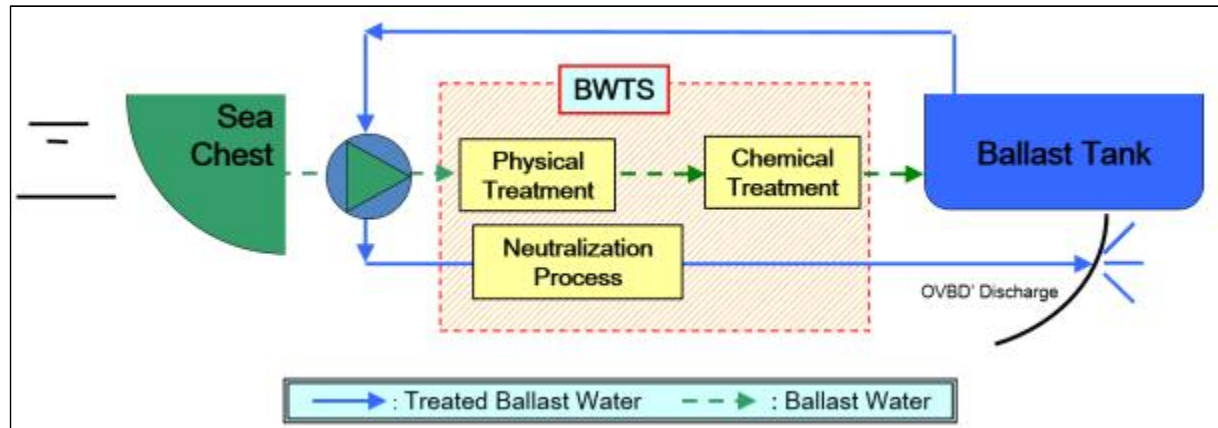 BWTS
Sea
Chest
Physical
Treatment
Chemical
Treatment
Ballast Tank
Neutralization
Process
OVBD' Discharge
: Treated Ballast Water
: Ballast Water